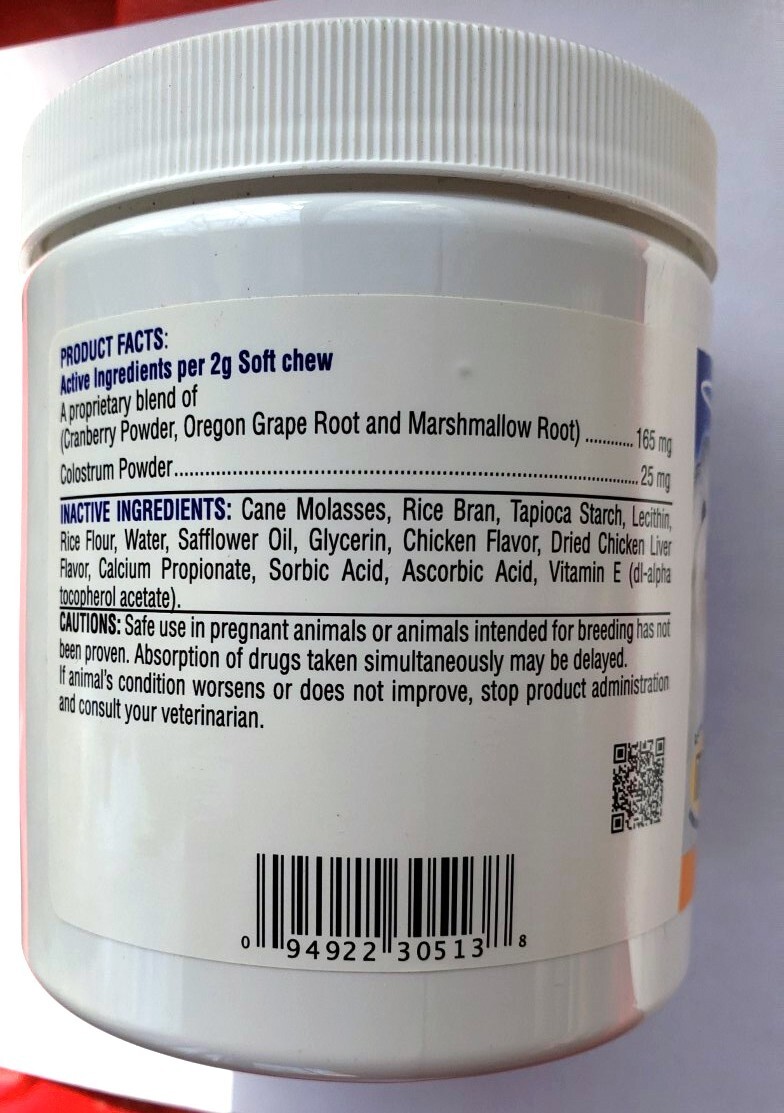 PRODUCT FACTS:
Active Ingredients per 2g Soft chew
A proprietary blend of
(Cranberry Powder, Oregon Grape Root and Marshmallow Root) ............ 165 mg
Colostrum Powder........................................................................................ 25 mg
INACTIVE INGREDIENTS: Cane Molasses, Rice Bran, Tapioca Starch, Lecithin,
Rice Flour, Water, Safflower Oil, Glycerin, Chicken Flavor, Dried Chicken Liver
Flavor, Calcium Propionate, Sorbic Acid, Ascorbic Acid, Vitamin E (dl-alpha
tocopherol acetate).
CAUTIONS: Safe use in pregnant animals or animals intended for breeding has not
been proven. Absorption of drugs taken simultaneously may be delayed.
If animal's condition worsens or does not improve, stop product administration
and consult your veterinarian.
0 94922 30513 8